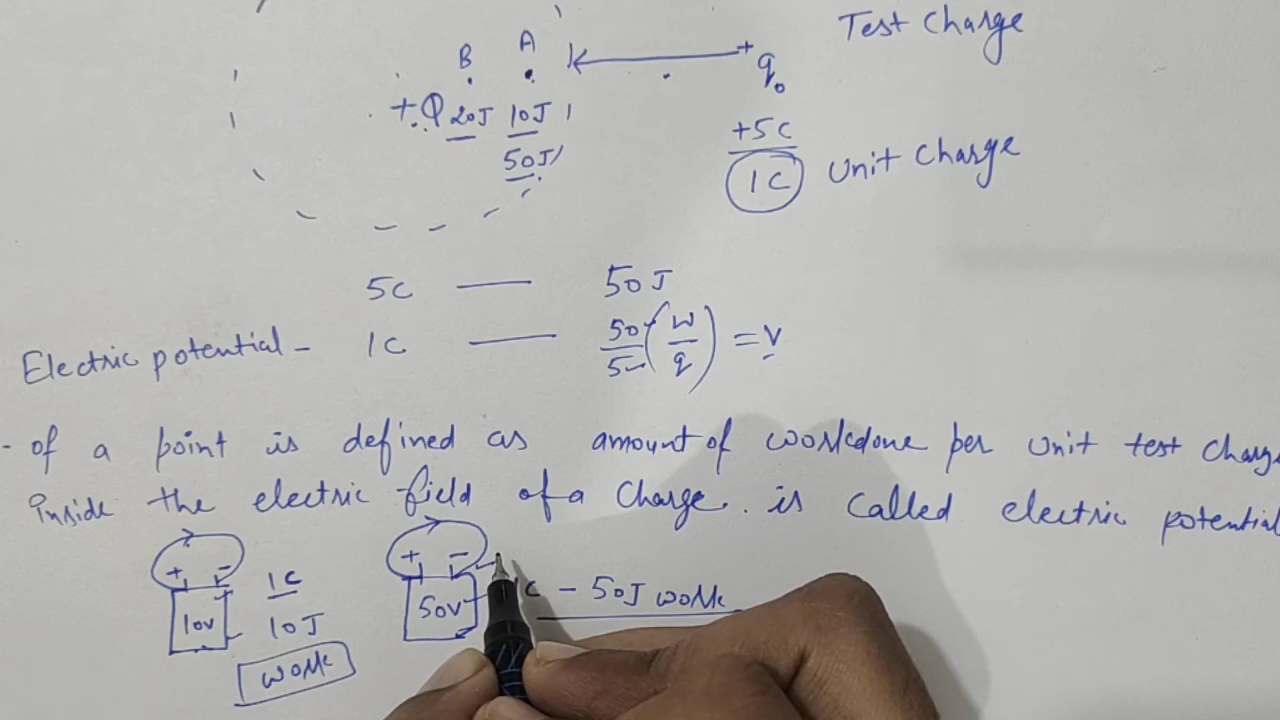 Test Charge
B A
+Q 20J 10J
50J
+ q₀
+5C
1C Unit Charge
5C — 50J
Electric potential - 1C — 50/5 (W/q) = V
- of a point is defined as amount of workdone per unit test charge
inside the electric field of a charge. is called electric potential
+ - 1C
10V 10J
work
+ -
50V C - 50J work